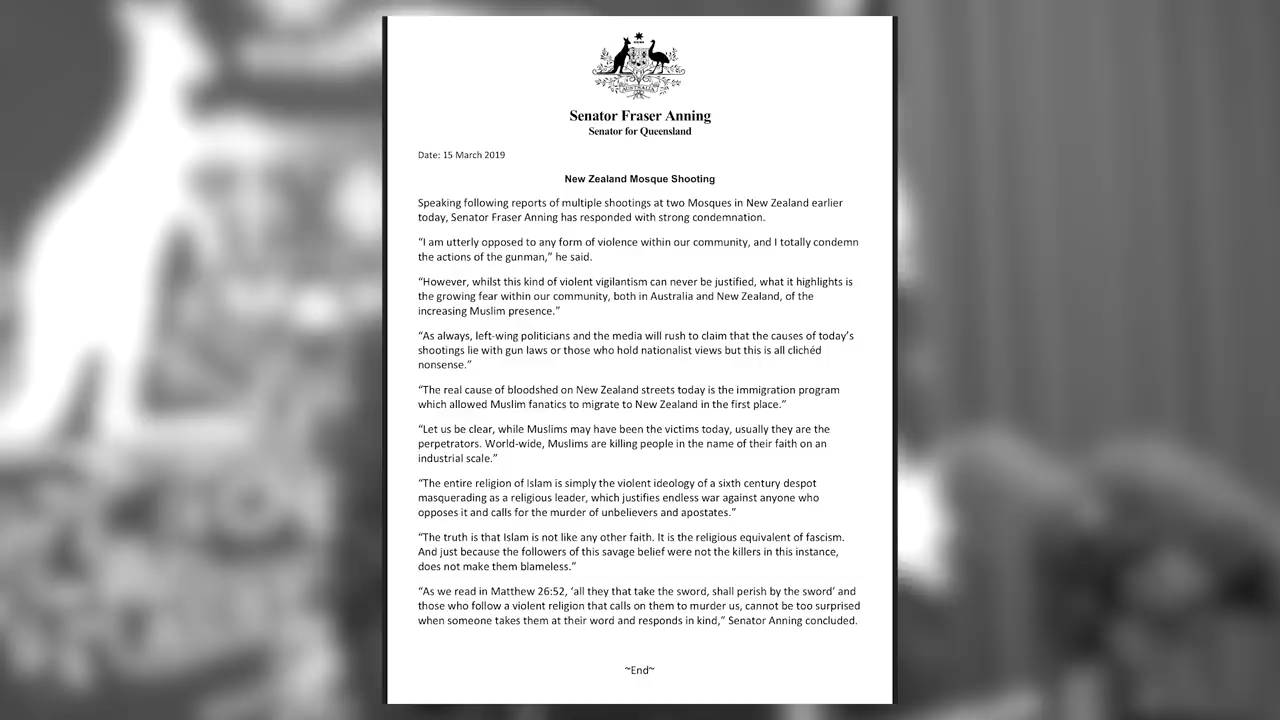 AUSTRALIA
Senator Fraser Anning
Senator for Queensland
Date: 15 March 2019
New Zealand Mosque Shooting
Speaking following reports of multiple shootings at two Mosques in New Zealand earlier
today, Senator Fraser Anning has responded with strong condemnation.
“I am utterly opposed to any form of violence within our community, and I totally condemn
the actions of the gunman,” he said.
“However, whilst this kind of violent vigilantism can never be justified, what it highlights is
the growing fear within our community, both in Australia and New Zealand, of the
increasing Muslim presence.”
“As always, left-wing politicians and the media will rush to claim that the causes of today’s
shootings lie with gun laws or those who hold nationalist views but this is all clichéd
nonsense.”
“The real cause of bloodshed on New Zealand streets today is the immigration program
which allowed Muslim fanatics to migrate to New Zealand in the first place.”
“Let us be clear, while Muslims may have been the victims today, usually they are the
perpetrators. World-wide, Muslims are killing people in the name of their faith on an
industrial scale.”
“The entire religion of Islam is simply the violent ideology of a sixth century despot
masquerading as a religious leader, which justifies endless war against anyone who
opposes it and calls for the murder of unbelievers and apostates.”
“The truth is that Islam is not like any other faith. It is the religious equivalent of fascism.
And just because the followers of this savage belief were not the killers in this instance,
does not make them blameless.”
“As we read in Matthew 26:52, ‘all they that take the sword, shall perish by the sword’ and
those who follow a violent religion that calls on them to murder us, cannot be too surprised
when someone takes them at their word and responds in kind,” Senator Anning concluded.
~End~